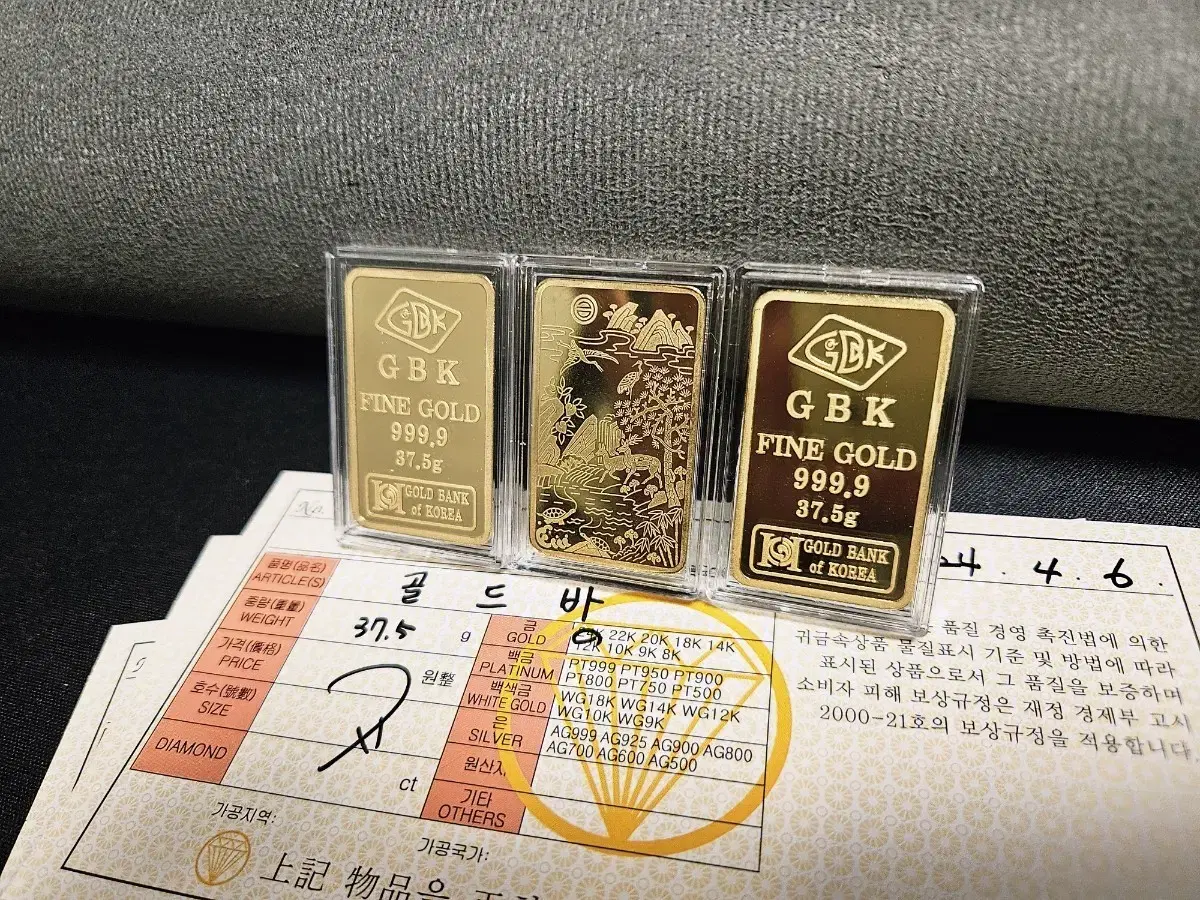 GBK
GBK
FINE GOLD
999.9
37.5g
GOLD BANK
of KOREA
GBK
GBK
FINE GOLD
999.9
37.5g
GOLD BANK
of KOREA
No.
24. 4. 6.
품명(品名)
ARTICLE(S)
골드방
중량(重量)
WEIGHT
37.5 g
가격(價格)
PRICE
원整
호수(號數)
SIZE
DIAMOND
ct
금
GOLD
22K 20K 18K 14K
12K 10K 9K 8K
백금
PLATINUM
PT999 PT950 PT900
PT800 PT750 PT500
백색금
WHITE GOLD
WG18K WG14K WG12K
WG10K WG9K
은
SILVER
AG999 AG925 AG900 AG800
AG700 AG600 AG500
원산지
기타
OTHERS
귀금속상품 품질 경영 촉진법에 의한
물질표시 기준 및 방법에 따라
표시된 상품으로서 그 품질을 보증하며
소비자 피해 보상규정은 재정 경제부 고시
2000-21호의 보상규정을 적용합니다
가공지역:
가공국가:
上記 物品을